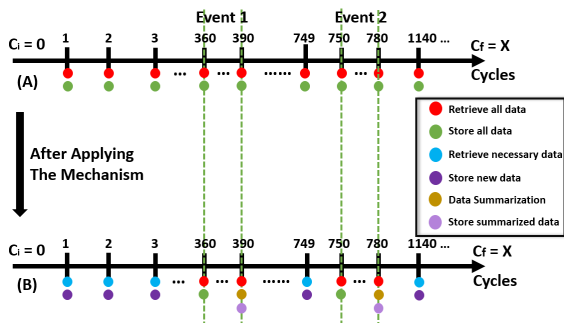 Event 1 Event 2
Ci = 0 1 2 3 360 390 749 750 780 1140 ... Cf = X
... ... ...... ...
Cycles
(A)
Retrieve all data
Store all data
Retrieve necessary data
Store new data
Data Summarization
Store summarized data
After Applying
The Mechanism
Ci = 0 1 2 3 360 390 749 750 780 1140 ... Cf = X
... ... ...... ...
Cycles
(B)